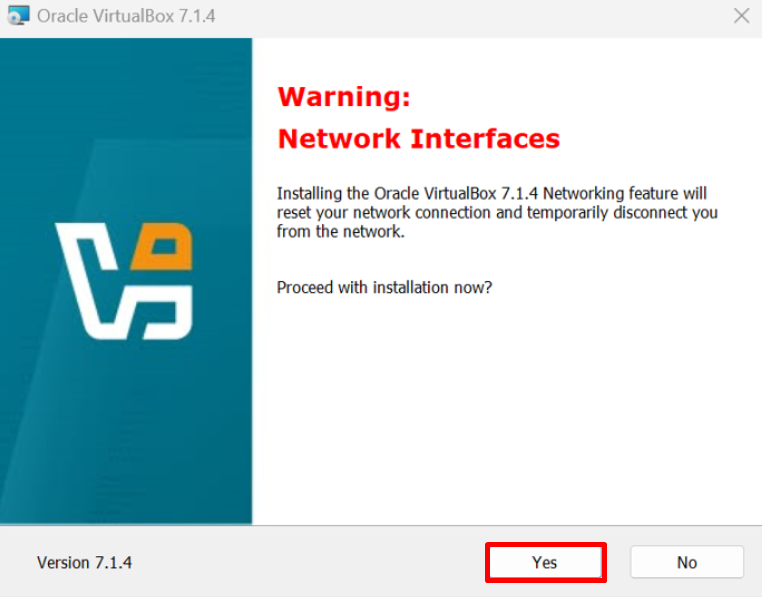 Oracle VirtualBox 7.1.4
Warning:
Network Interfaces
Installing the Oracle VirtualBox 7.1.4 Networking feature will
reset your network connection and temporarily disconnect you
from the network.
Proceed with installation now?
Version 7.1.4
Yes
No